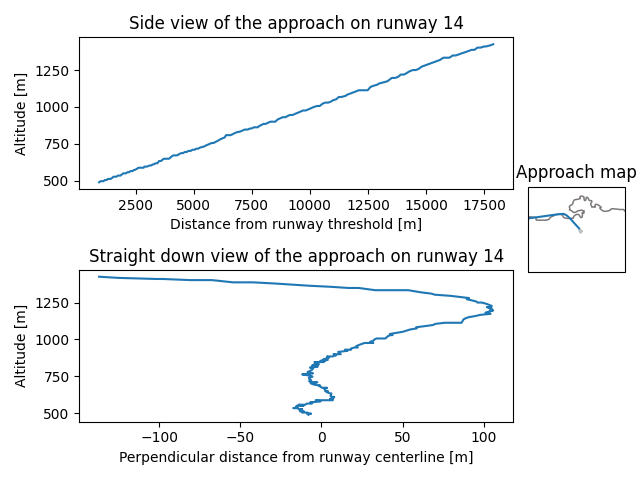 Side view of the approach on runway 14
1250
1000
750
500
Altitude [m]
2500 5000 7500 10000 12500 15000 17500
Distance from runway threshold [m]
Approach map
Straight down view of the approach on runway 14
1250
1000
750
500
Altitude [m]
−100 −50 0 50 100
Perpendicular distance from runway centerline [m]